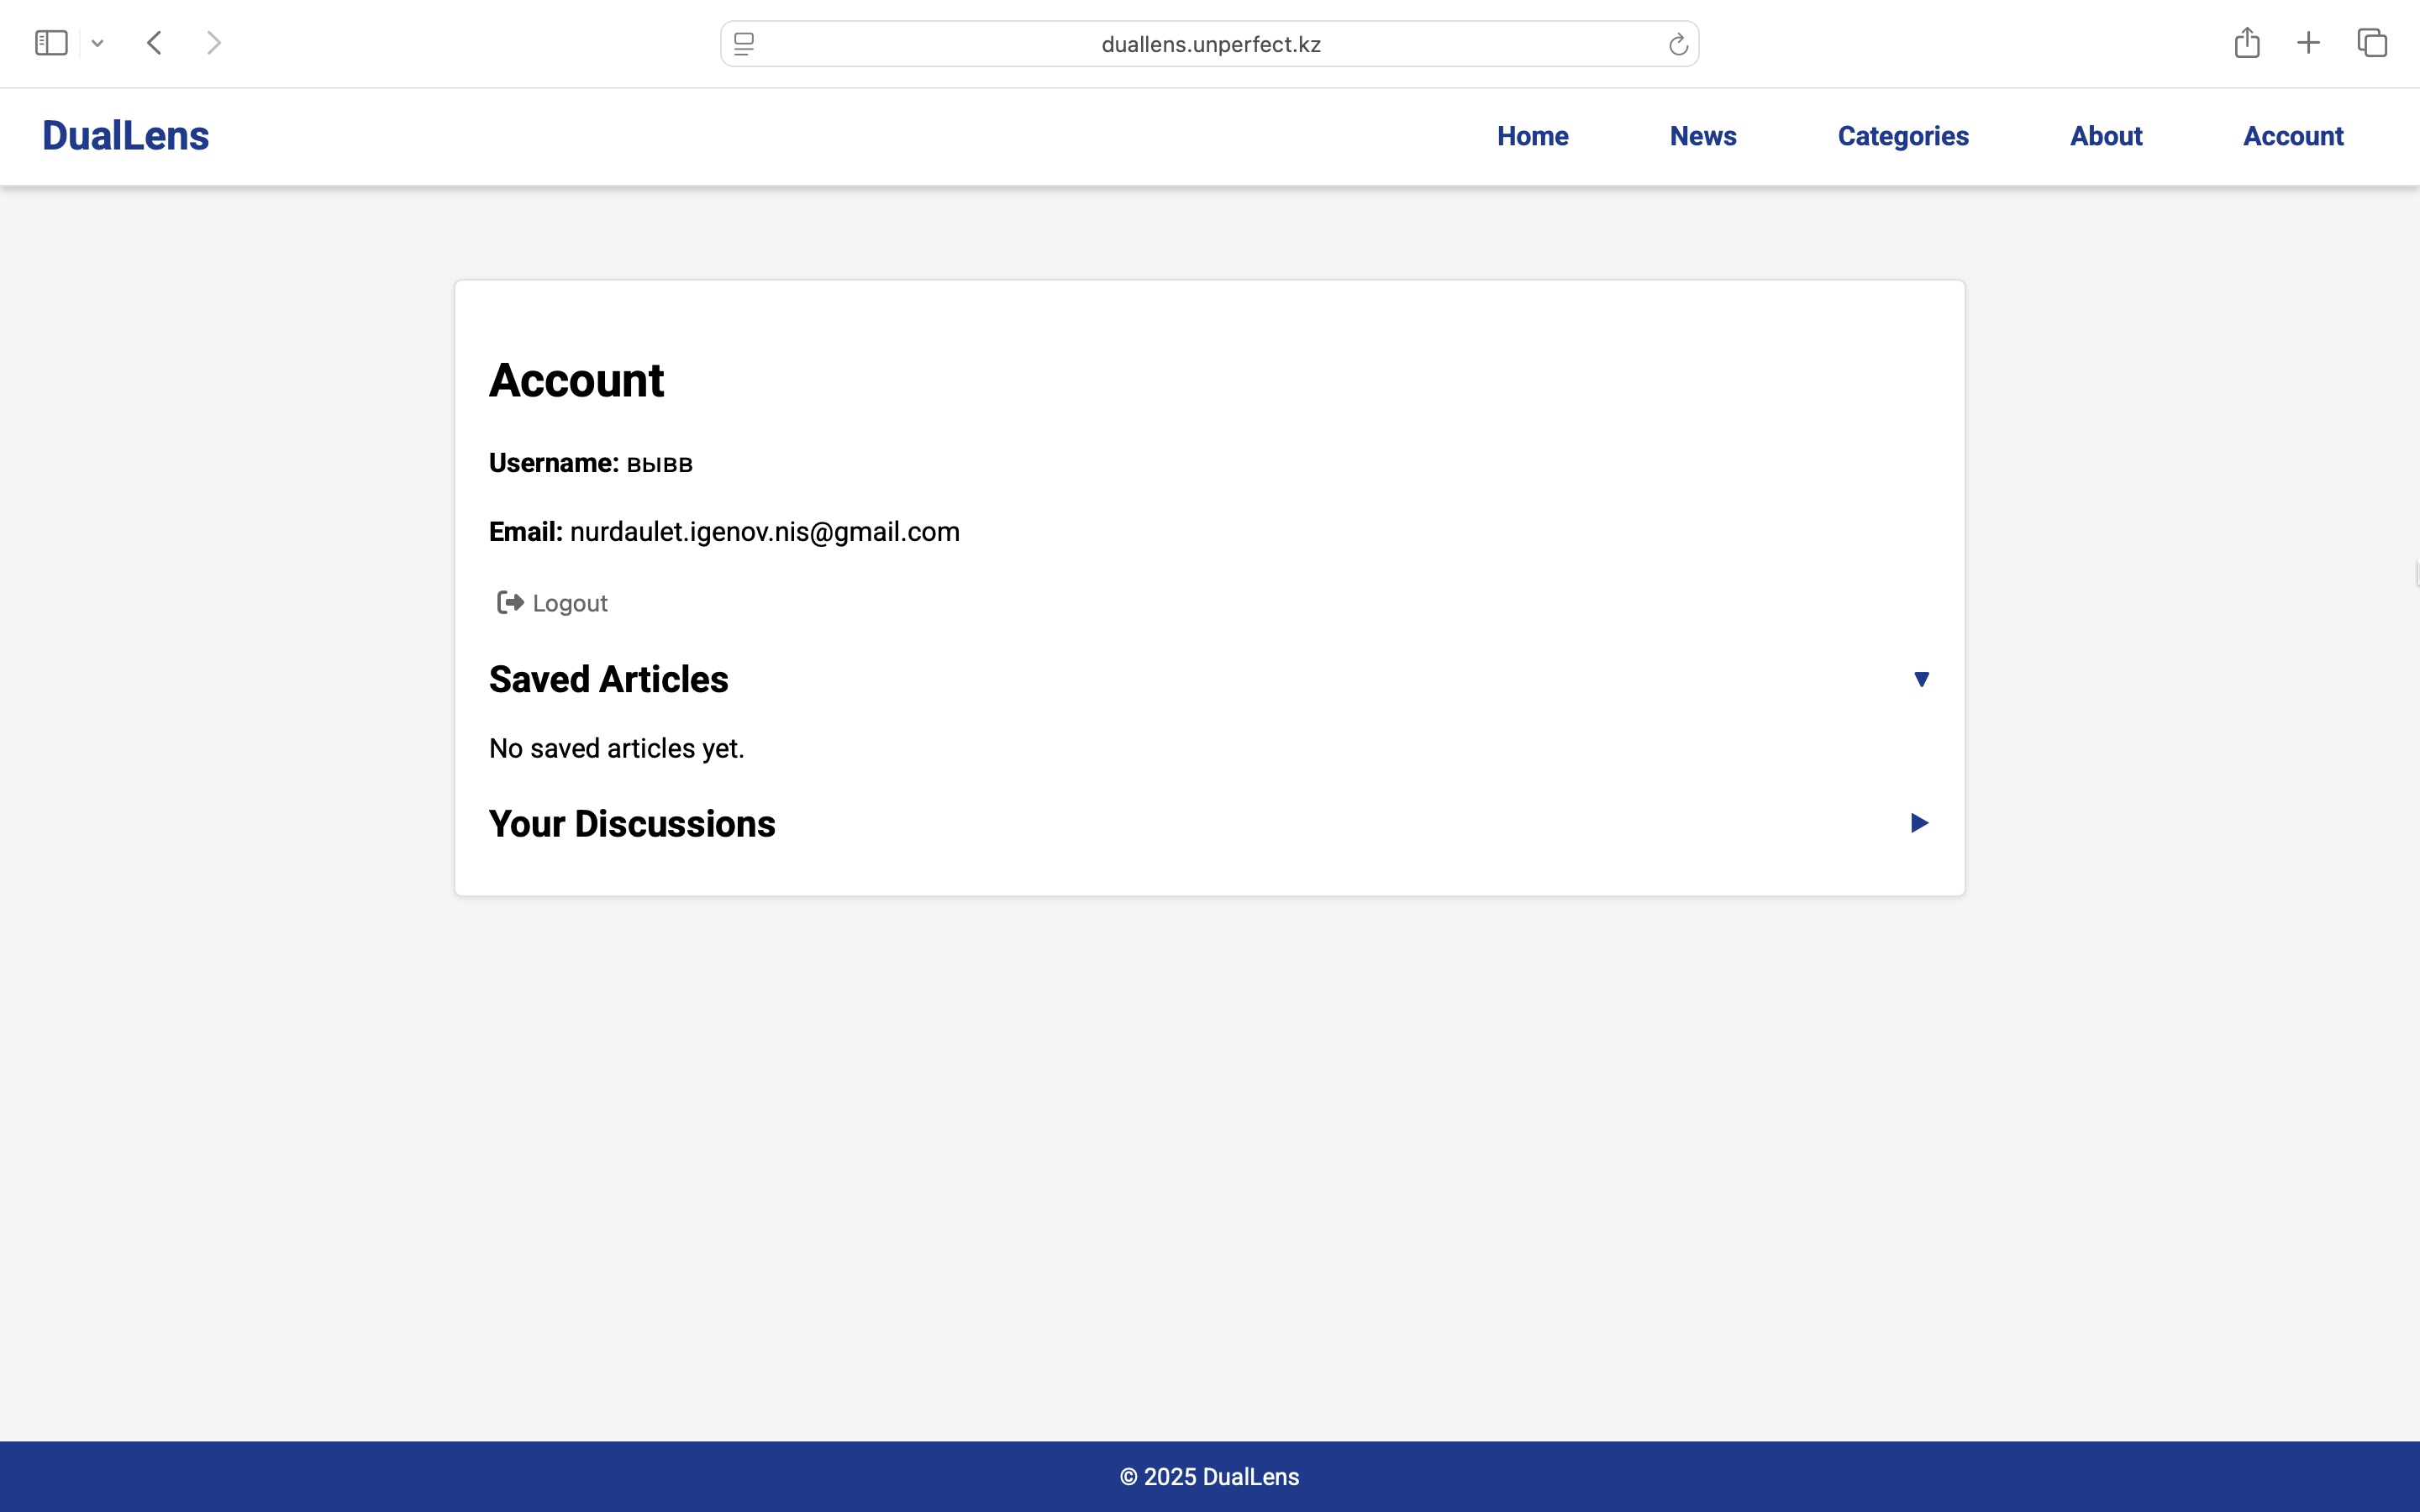 duallens.unperfect.kz
DualLens Home News Categories About Account
Account
Username: вывв
Email: nurdaulet.igenov.nis@gmail.com
Logout
Saved Articles
No saved articles yet.
Your Discussions
© 2025 DualLens